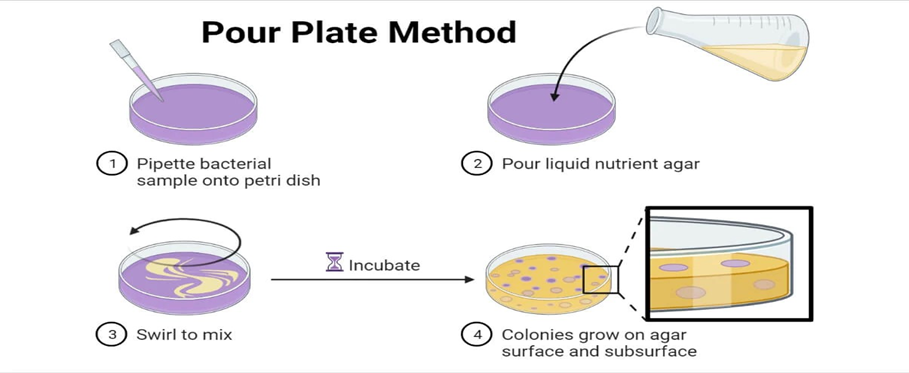 Pour Plate Method
1 Pipette bacterial
sample onto petri dish
2 Pour liquid nutrient agar
3 Swirl to mix
Incubate
4 Colonies grow on agar
surface and subsurface